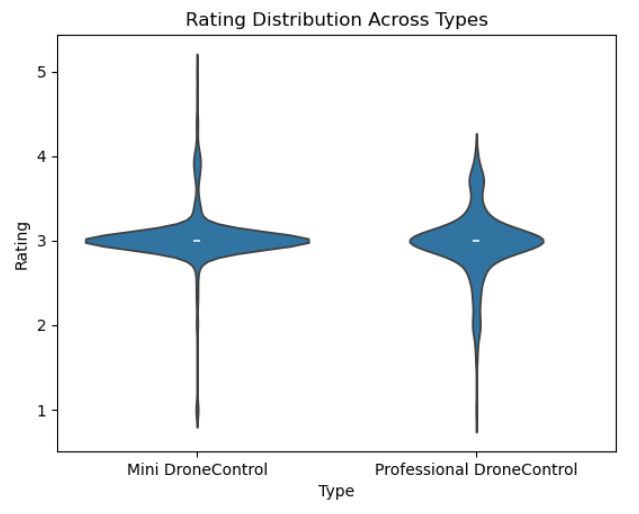 Rating Distribution Across Types
5
4
3
2
1
Rating
Mini DroneControl
Professional DroneControl
Type